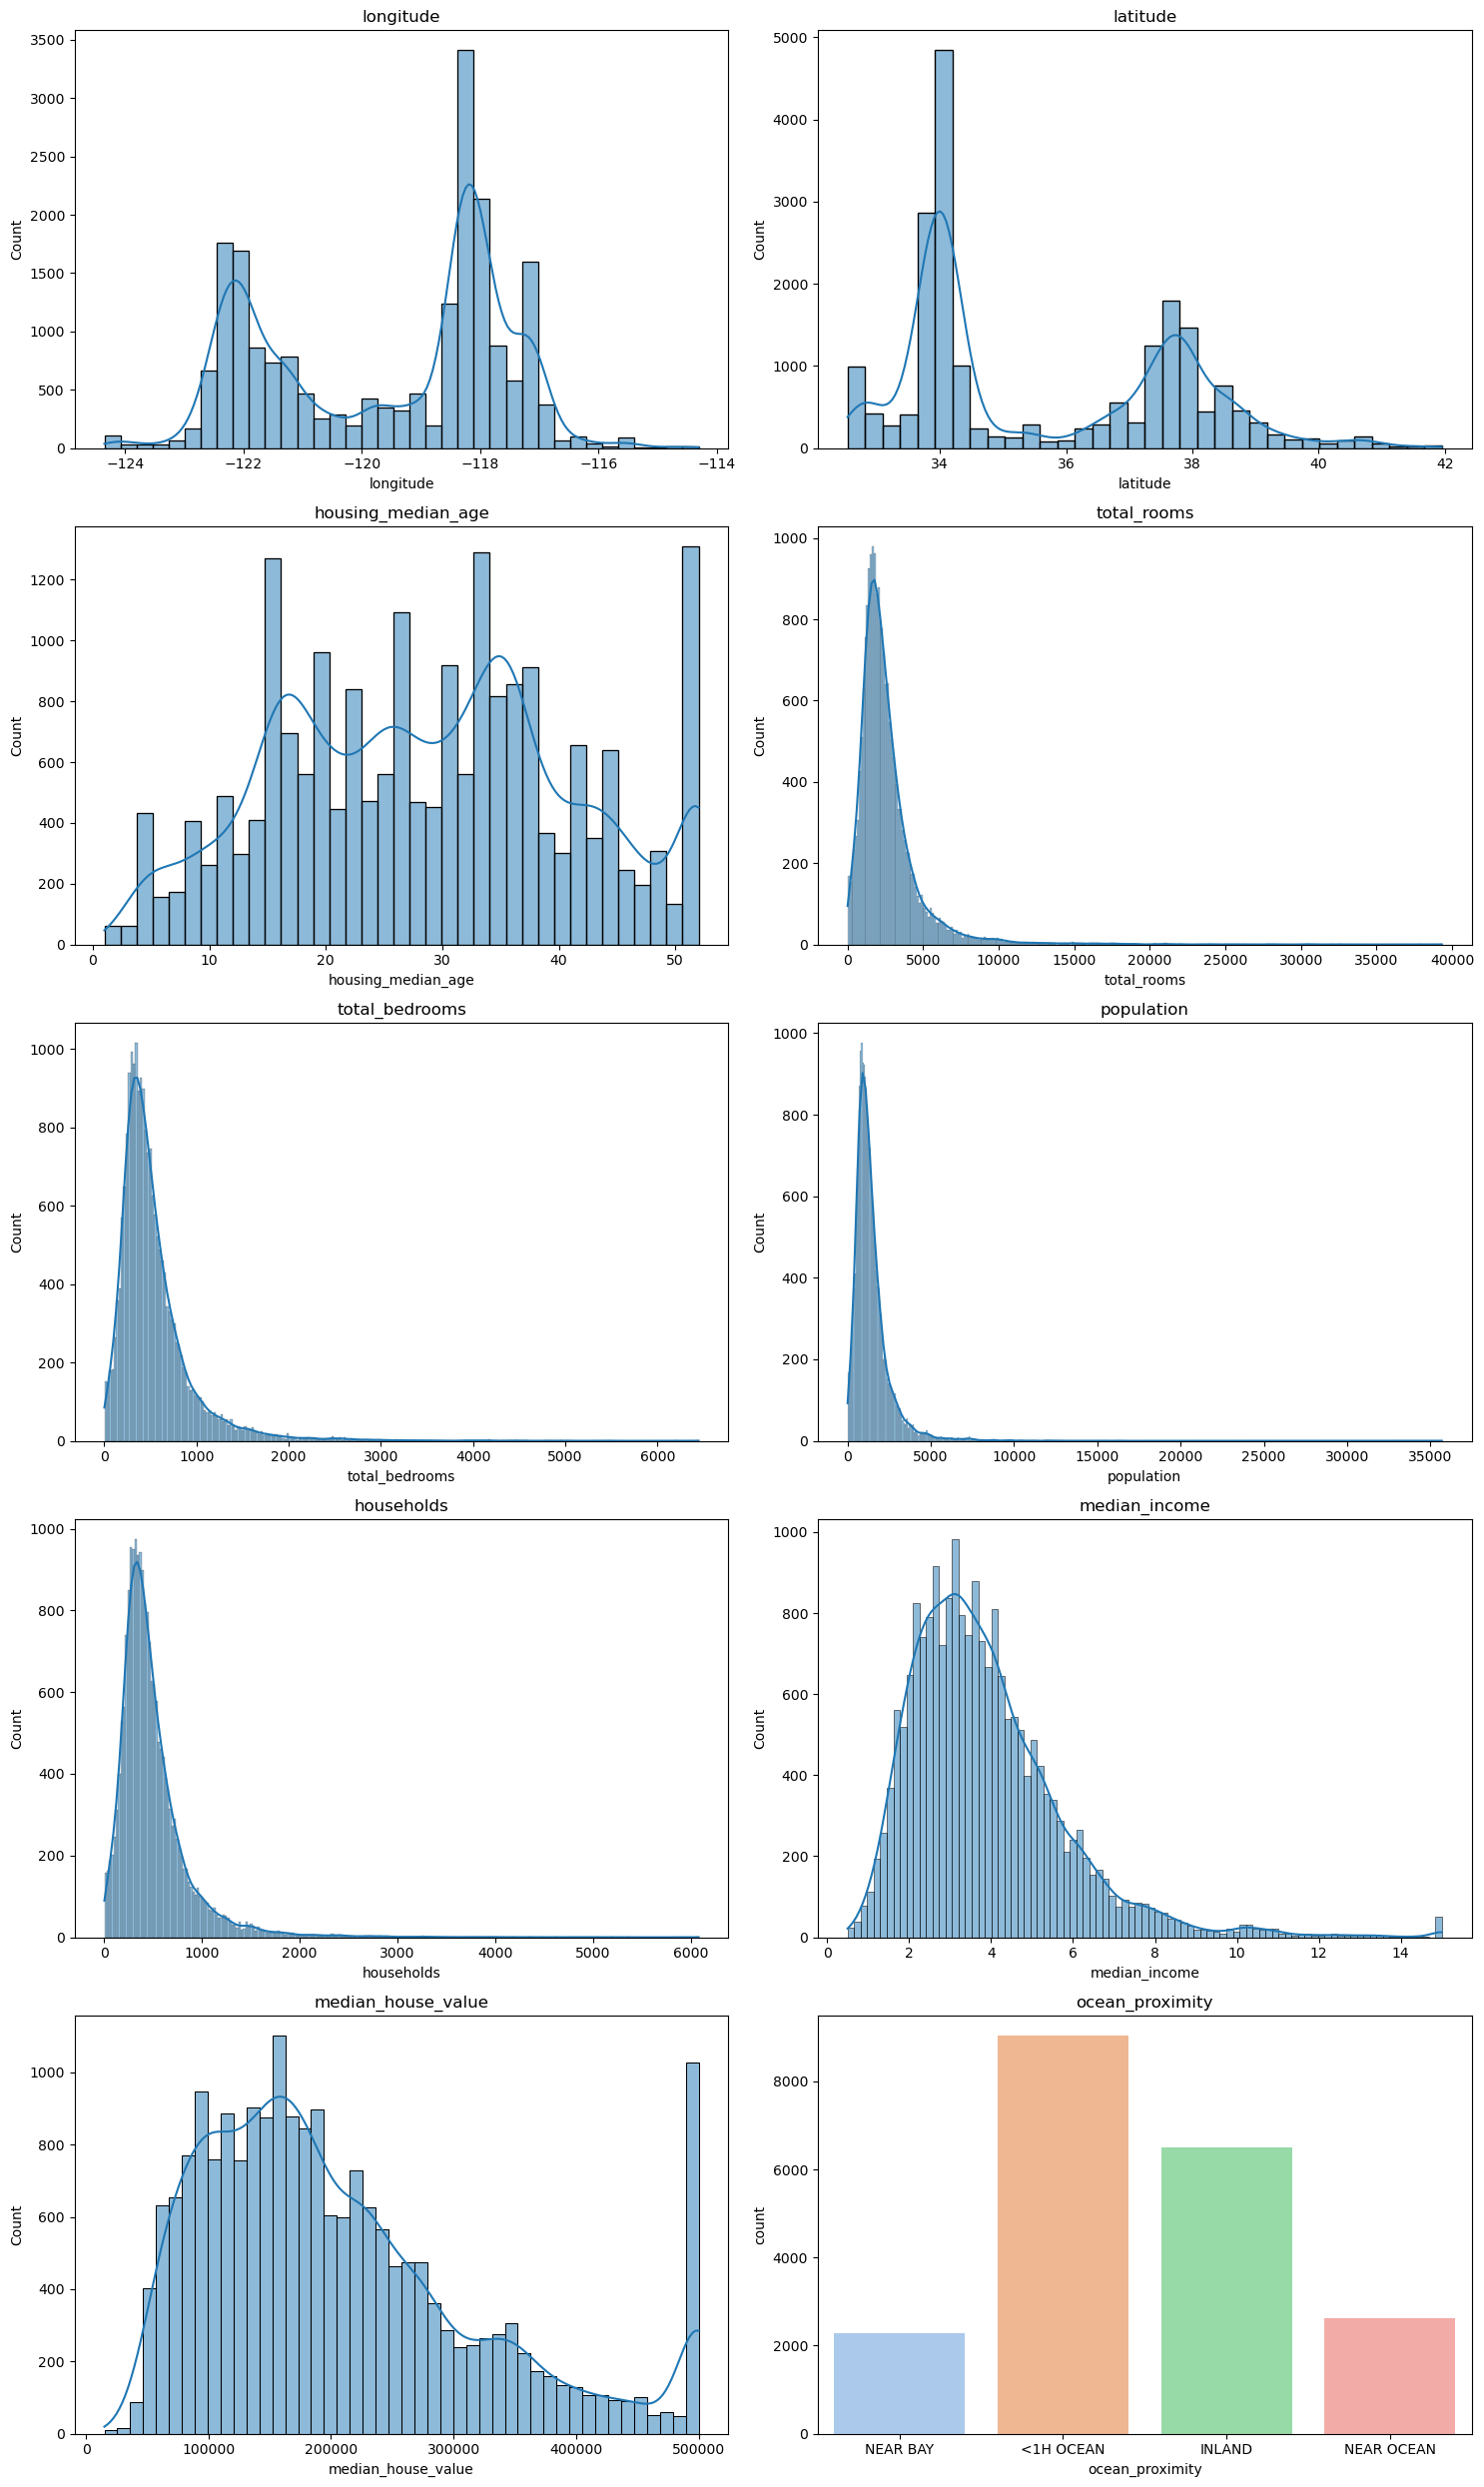 longitude
Count
3500
3000
2500
2000
1500
1000
500
0
−124 −122 −120 −118 −116 −114
longitude
latitude
Count
5000
4000
3000
2000
1000
0
34 36 38 40 42
latitude
housing_median_age
Count
1200
1000
800
600
400
200
0
0 10 20 30 40 50
housing_median_age
total_rooms
Count
1000
800
600
400
200
0
0 5000 10000 15000 20000 25000 30000 35000 40000
total_rooms
total_bedrooms
Count
1000
800
600
400
200
0
0 1000 2000 3000 4000 5000 6000
total_bedrooms
population
Count
1000
800
600
400
200
0
0 5000 10000 15000 20000 25000 30000 35000
population
households
Count
1000
800
600
400
200
0
0 1000 2000 3000 4000 5000 6000
households
median_income
Count
1000
800
600
400
200
0
0 2 4 6 8 10 12 14
median_income
median_house_value
Count
1000
800
600
400
200
0
0 100000 200000 300000 400000 500000
median_house_value
ocean_proximity
count
8000
6000
4000
2000
0
NEAR BAY <1H OCEAN INLAND NEAR OCEAN
ocean_proximity